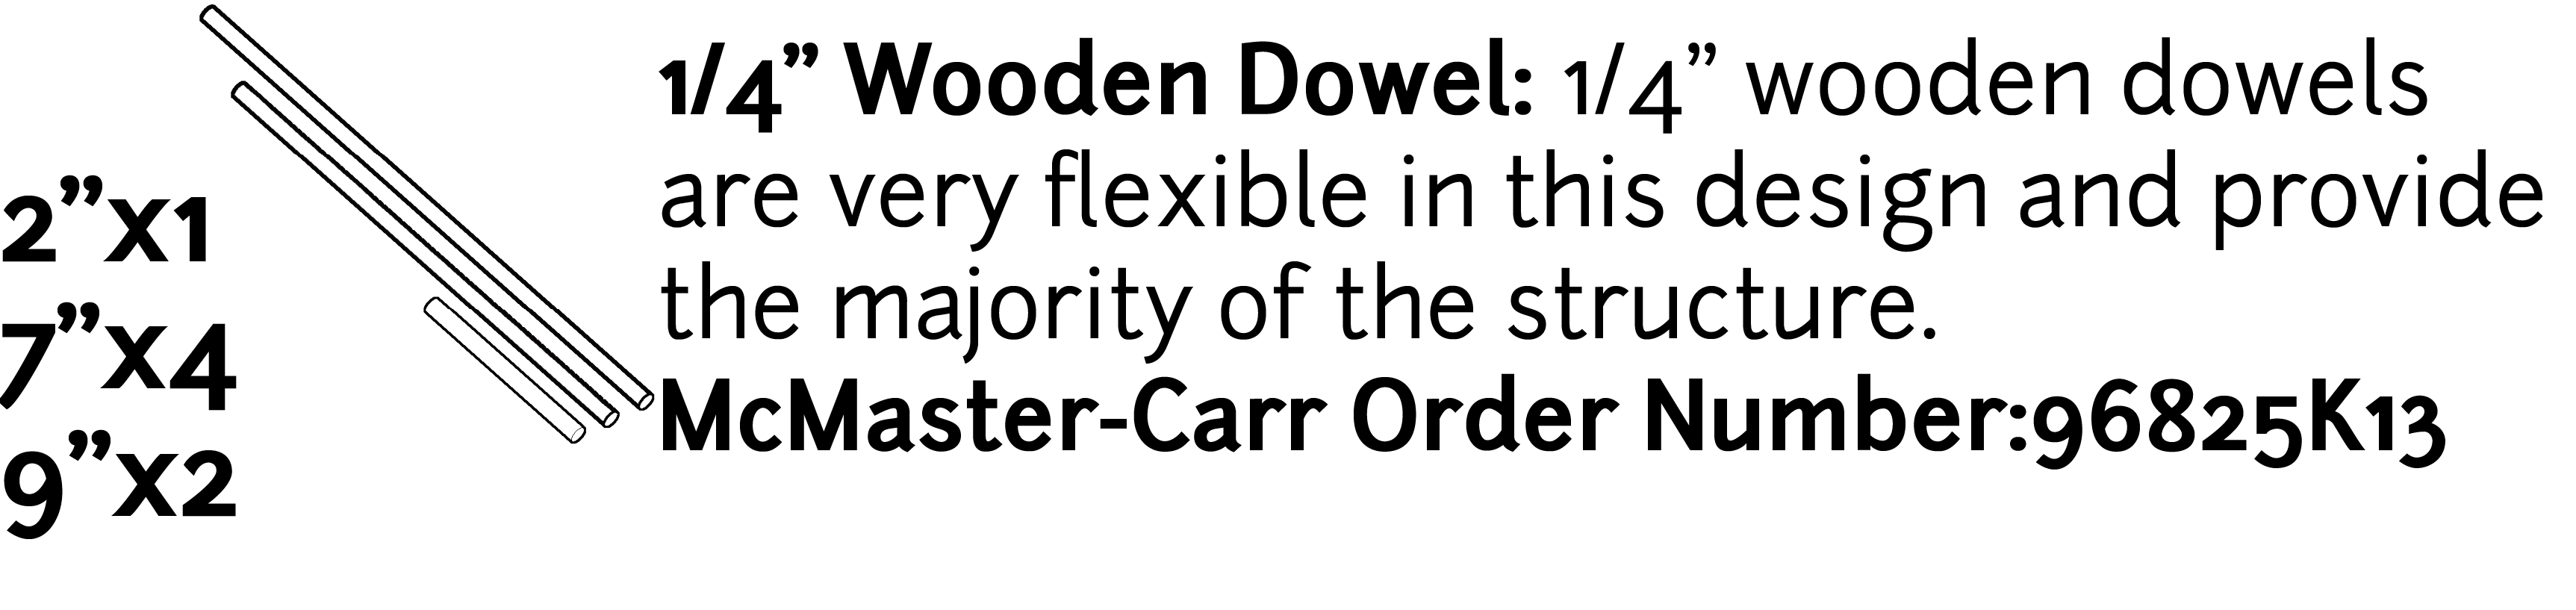 2”x1
7”x4
9”x2
1/4” Wooden Dowel: 1/4” wooden dowels
are very flexible in this design and provide
the majority of the structure.
McMaster-Carr Order Number:96825K13